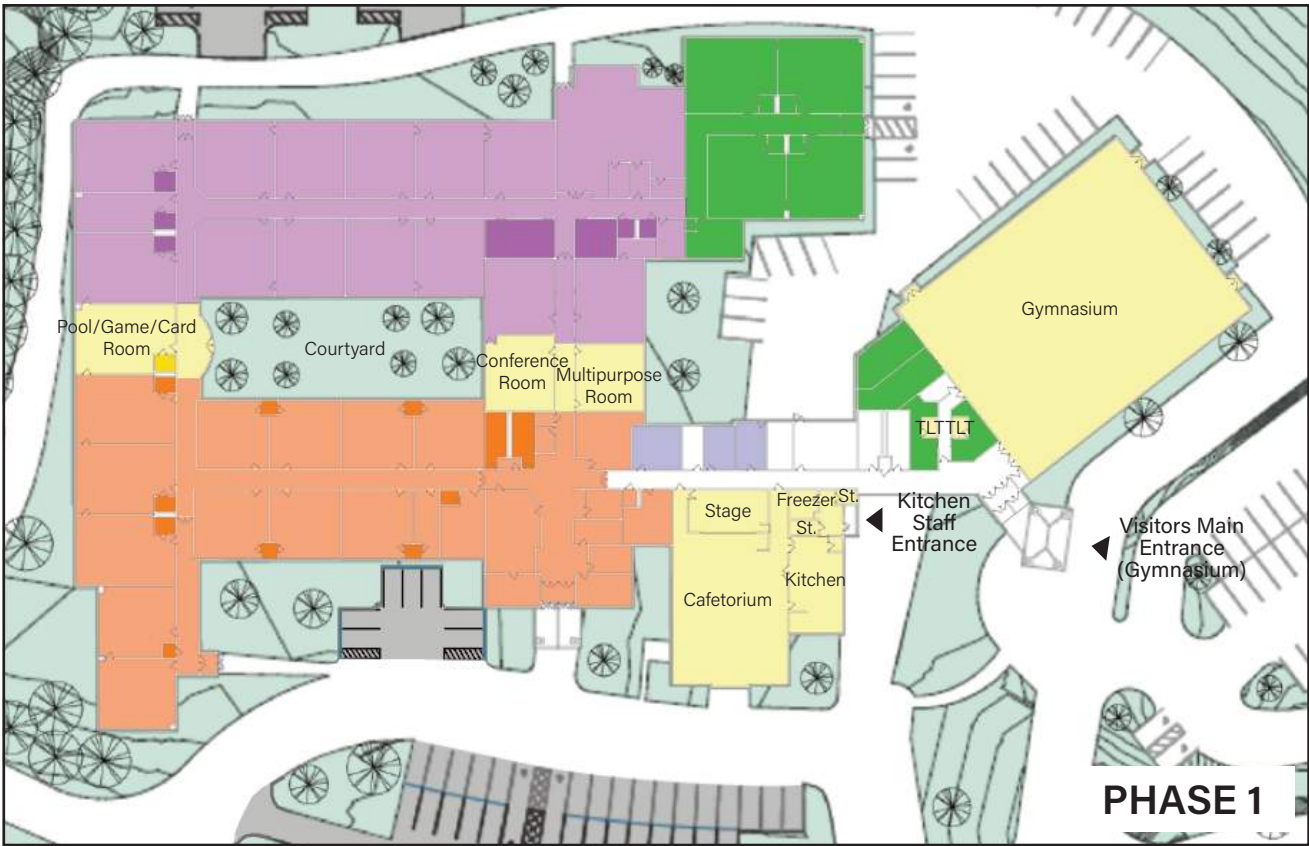 Gymnasium
Pool/Game/Card
Room
Courtyard
Conference
Room
Multipurpose
Room
TLTTLT
Stage
Freezer
St.
St.
Kitchen
Cafetorium
Kitchen
Staff
Entrance
Visitors Main
Entrance
(Gymnasium)
PHASE 1